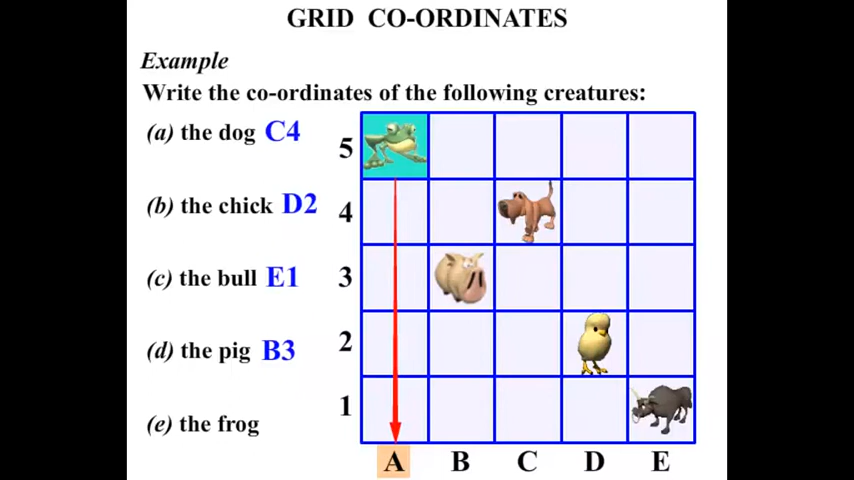 GRID CO-ORDINATES
Example
Write the co-ordinates of the following creatures:
(a) the dog C4
(b) the chick D2
(c) the bull E1
(d) the pig B3
(e) the frog
5
4
3
2
1
A B C D E